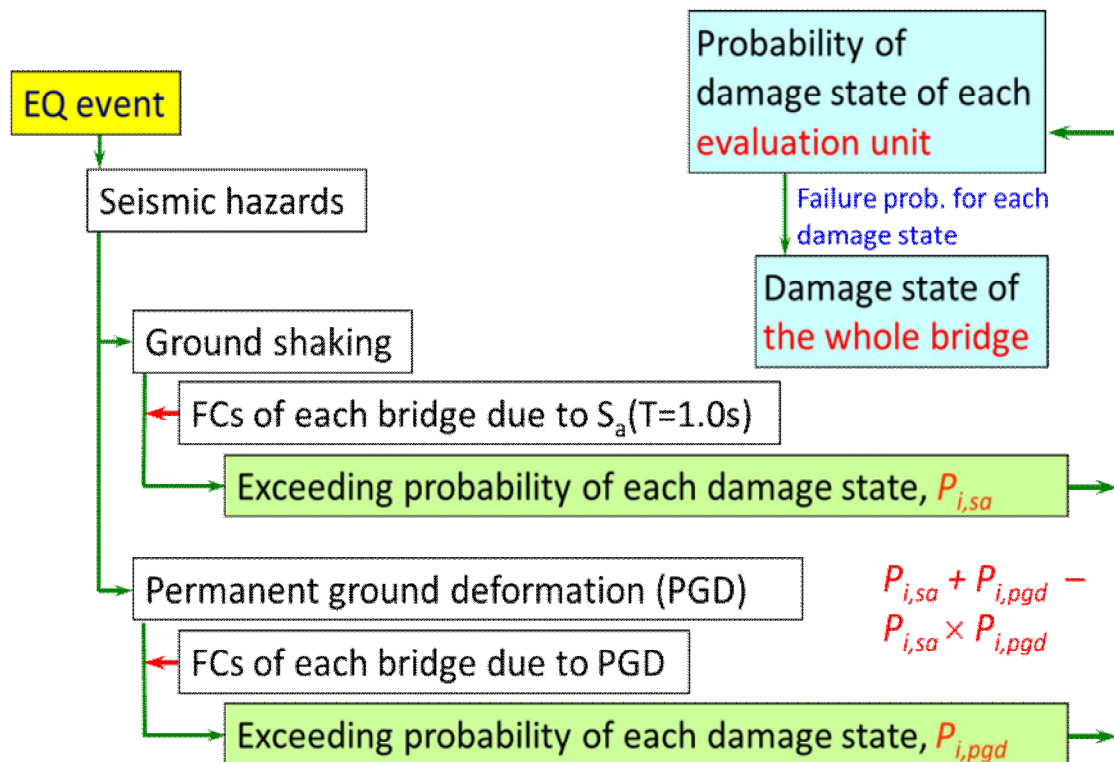 EQ event
Seismic hazards
Ground shaking
FCs of each bridge due to Sa(T=1.0s)
Exceeding probability of each damage state, Pi,sa
Permanent ground deformation (PGD)
FCs of each bridge due to PGD
Exceeding probability of each damage state, Pi,pgd
Probability of
damage state of each
evaluation unit
Failure prob. for each
damage state
Damage state of
the whole bridge
Pi,sa + Pi,pgd −
Pi,sa × Pi,pgd